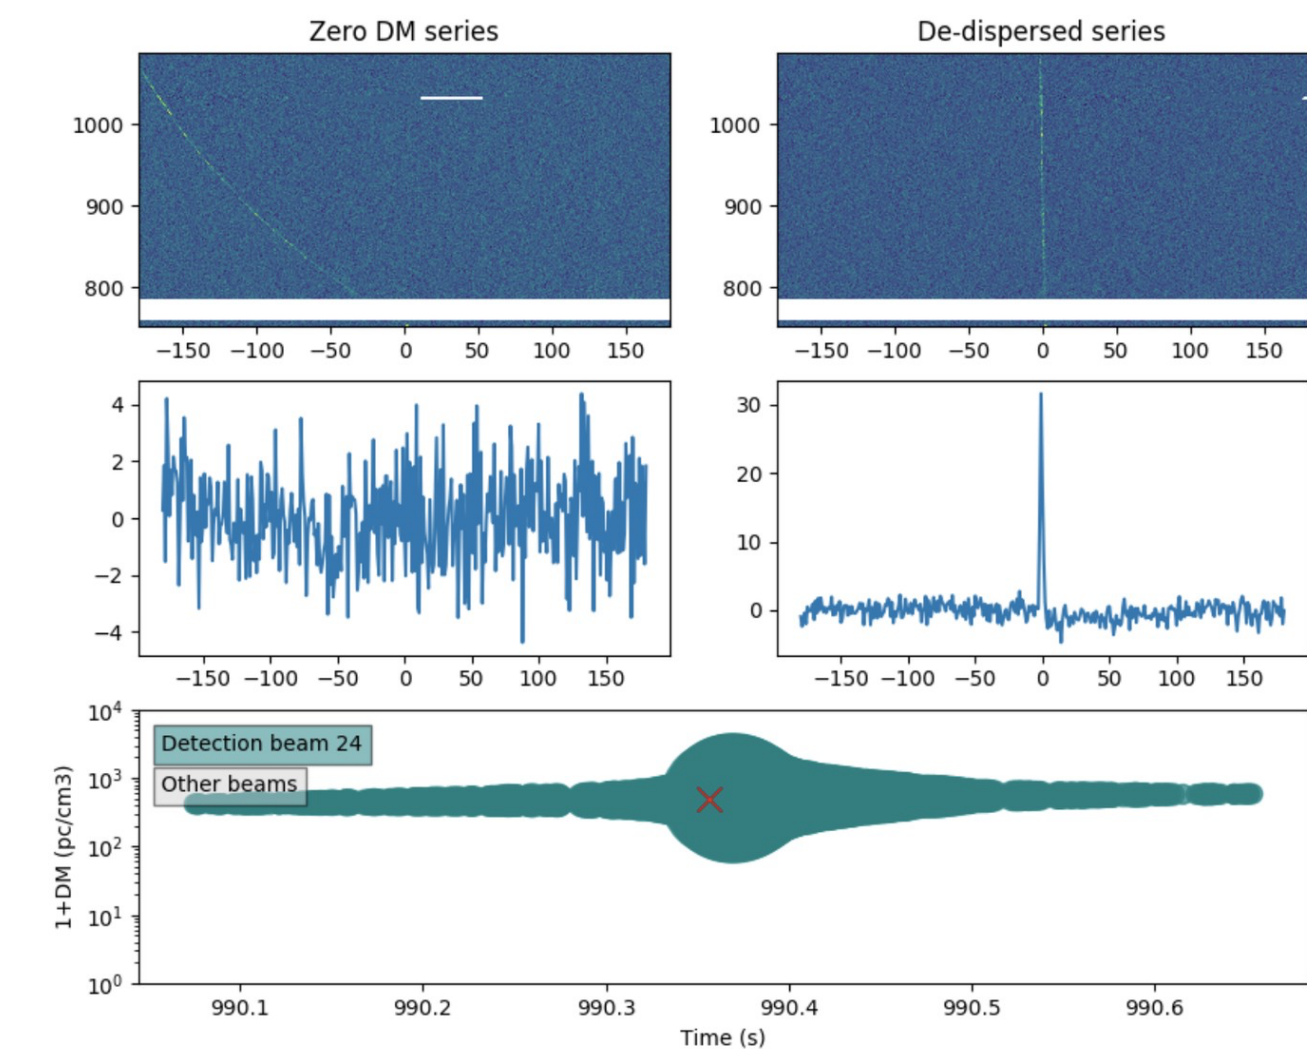 Zero DM series De-dispersed series
1000 1000
900 900
800 800
−150 −100 −50 0 50 100 150 −150 −100 −50 0 50 100 150
4 30
2 20
0 10
−2 0
−4
−150 −100 −50 0 50 100 150 −150 −100 −50 0 50 100 150
10⁴
Detection beam 24
10³
Other beams
10²
1+DM (pc/cm3)
10¹
10⁰
990.1 990.2 990.3 990.4 990.5 990.6
Time (s)